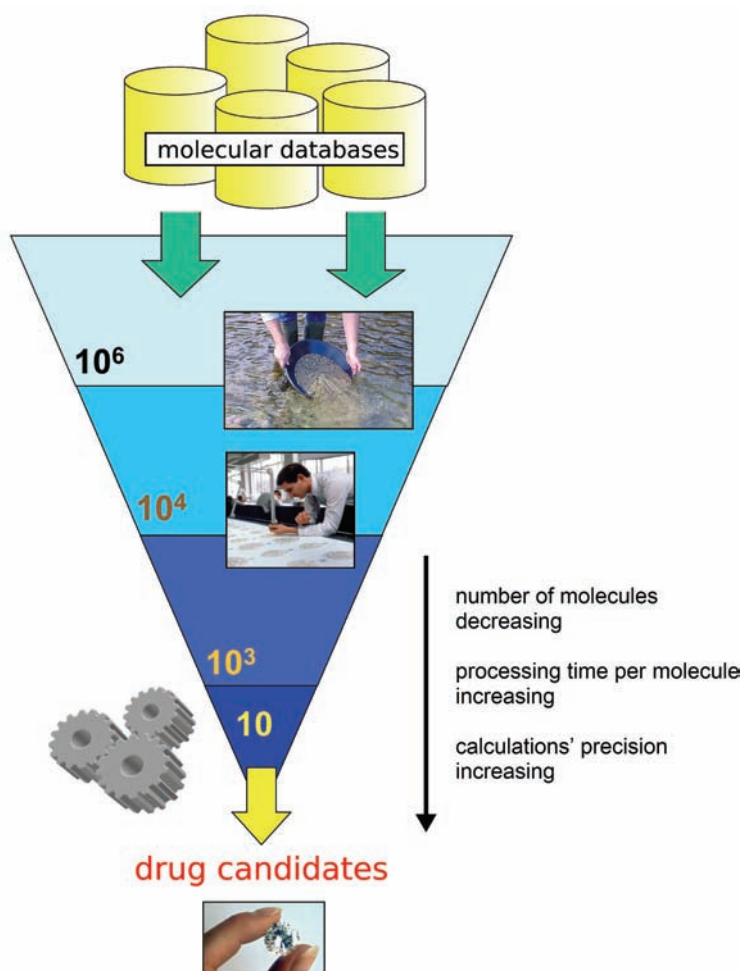 molecular databases
10⁶
10⁴
10³
10
number of molecules
decreasing
processing time per molecule
increasing
calculations’ precision
increasing
drug candidates